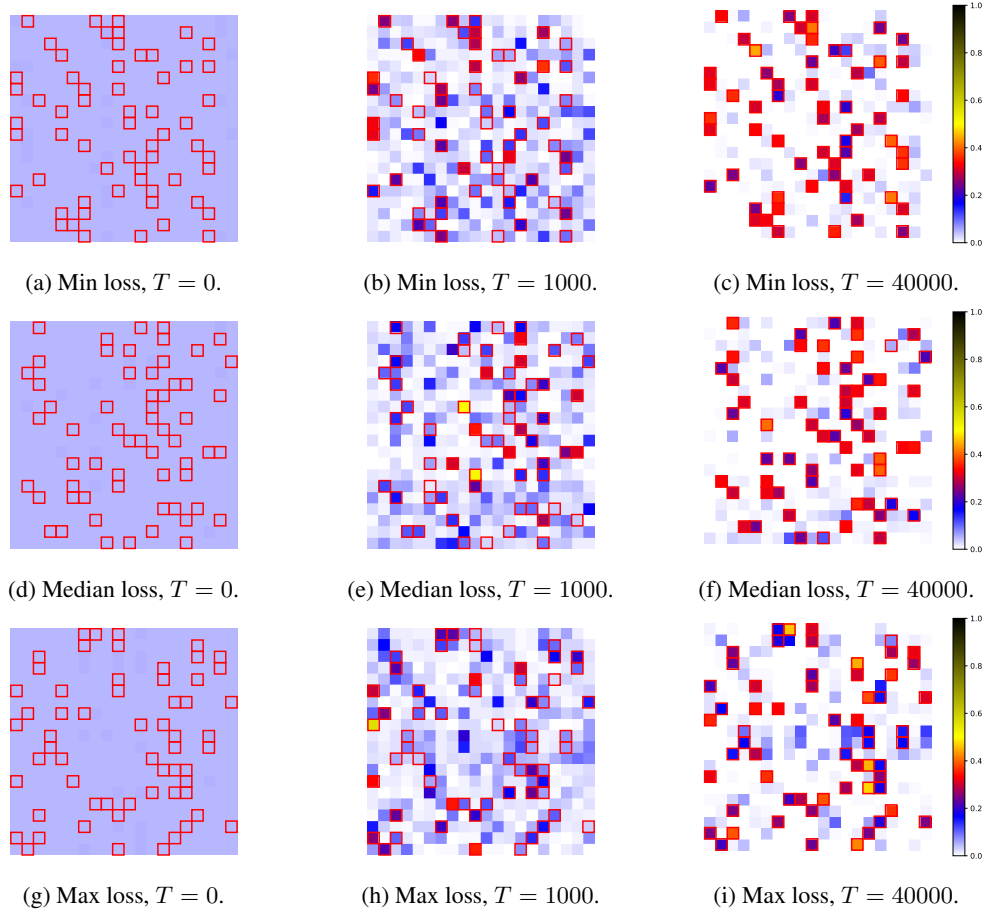 1.0
0.8
0.6
0.4
0.2
0.0
(a) Min loss, T = 0.
(b) Min loss, T = 1000.
(c) Min loss, T = 40000.
1.0
0.8
0.6
0.4
0.2
0.0
(d) Median loss, T = 0.
(e) Median loss, T = 1000.
(f) Median loss, T = 40000.
1.0
0.8
0.6
0.4
0.2
0.0
(g) Max loss, T = 0.
(h) Max loss, T = 1000.
(i) Max loss, T = 40000.